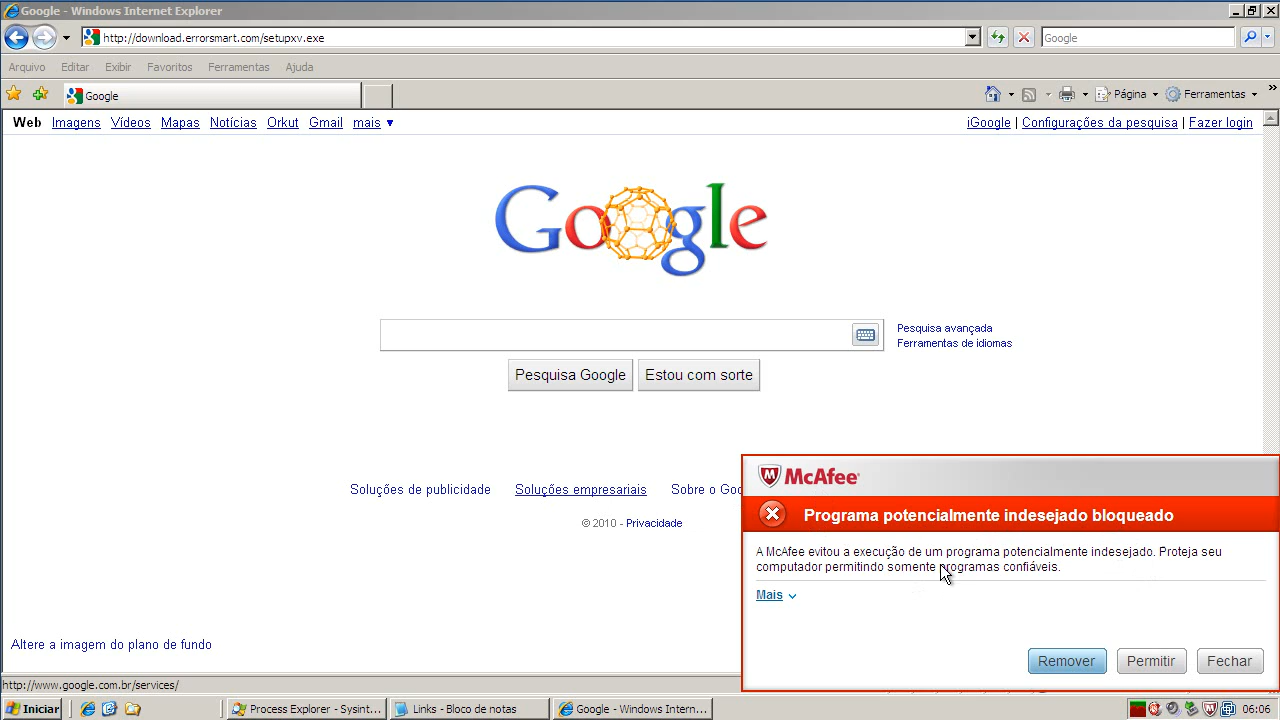 Google - Windows Internet Explorer
http://download.errorsmart.com/setupxv.exe
Google
Arquivo Editar Exibir Favoritos Ferramentas Ajuda
Google
Página Ferramentas
Web Imagens Vídeos Mapas Notícias Orkut Gmail mais ▼
iGoogle | Configurações da pesquisa | Fazer login
Google
Pesquisa avançada
Ferramentas de idiomas
Pesquisa Google Estou com sorte
Soluções de publicidade Soluções empresariais Sobre o Goo
© 2010 - Privacidade
McAfee
Programa potencialmente indesejado bloqueado
A McAfee evitou a execução de um programa potencialmente indesejado. Proteja seu
computador permitindo somente programas confiáveis.
Mais
Remover Permitir Fechar
Altere a imagem do plano de fundo
http://www.google.com.br/services/
Iniciar Process Explorer - Sysint... Links - Bloco de notas Google - Windows Intern... 06:06